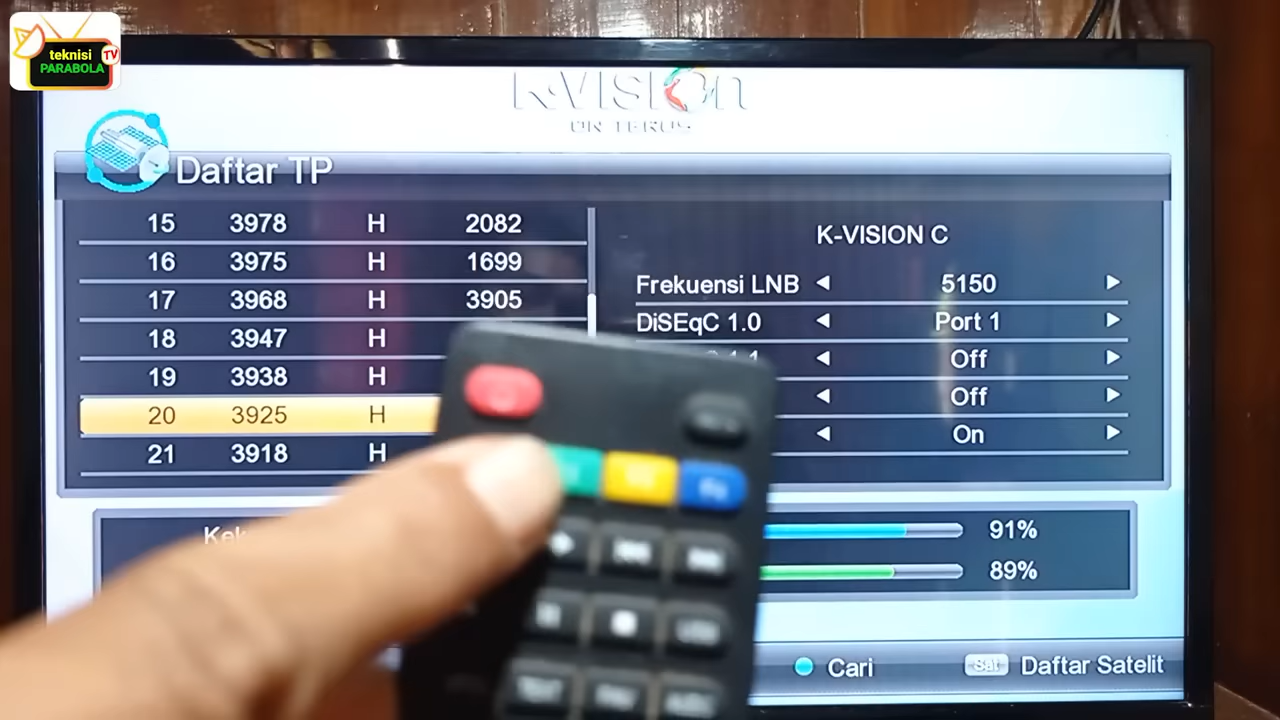 teknisi
TV
PARABOLA
K-VISION
ON TERUS
Daftar TP
15 3978 H 2082
16 3975 H 1699
17 3968 H 3905
18 3947 H
19 3938 H
20 3925 H
21 3918 H
K-VISION C
Frekuensi LNB 5150
DiSEqC 1.0 Port 1
Off
Off
On
91%
89%
Cari
Sat Daftar Satelit